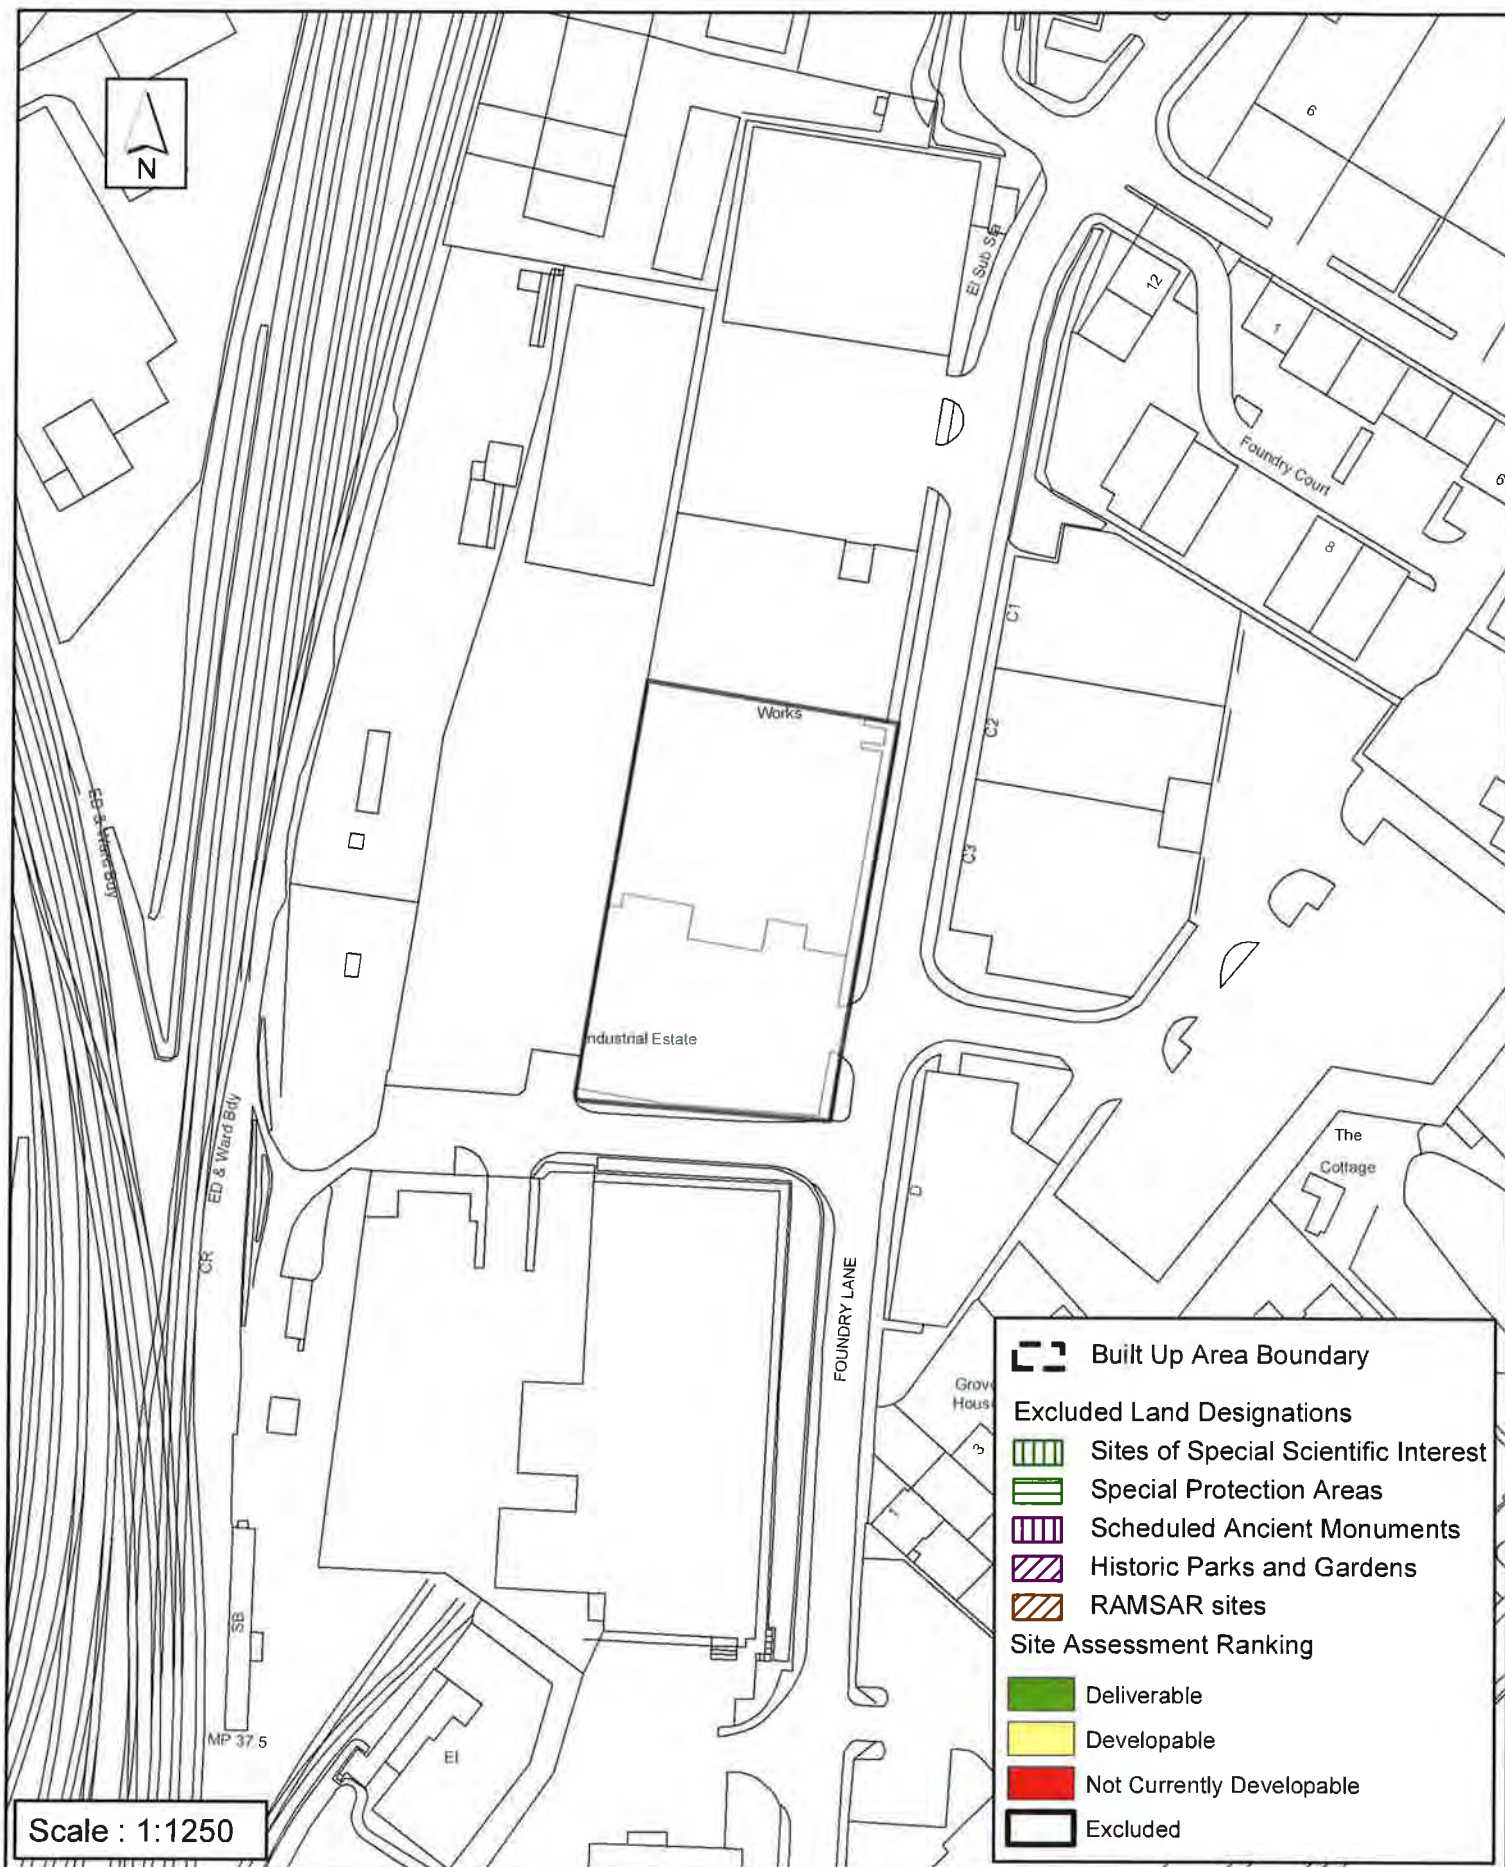 N
6
El Sub Sta
12
1
6
Foundry Court
8
C1
Works
C2
C3
ED & Ward Bdy
ndustrial Estate
The
Cottage
ED & Ward Bdy
D
CR
FOUNDRY LANE
Grove
House
3
1
SB
MP 37.5
El
Built Up Area Boundary
Excluded Land Designations
Sites of Special Scientific Interest
Special Protection Areas
Scheduled Ancient Monuments
Historic Parks and Gardens
RAMSAR sites
Site Assessment Ranking
Deliverable
Developable
Not Currently Developable
Excluded
Scale : 1:1250